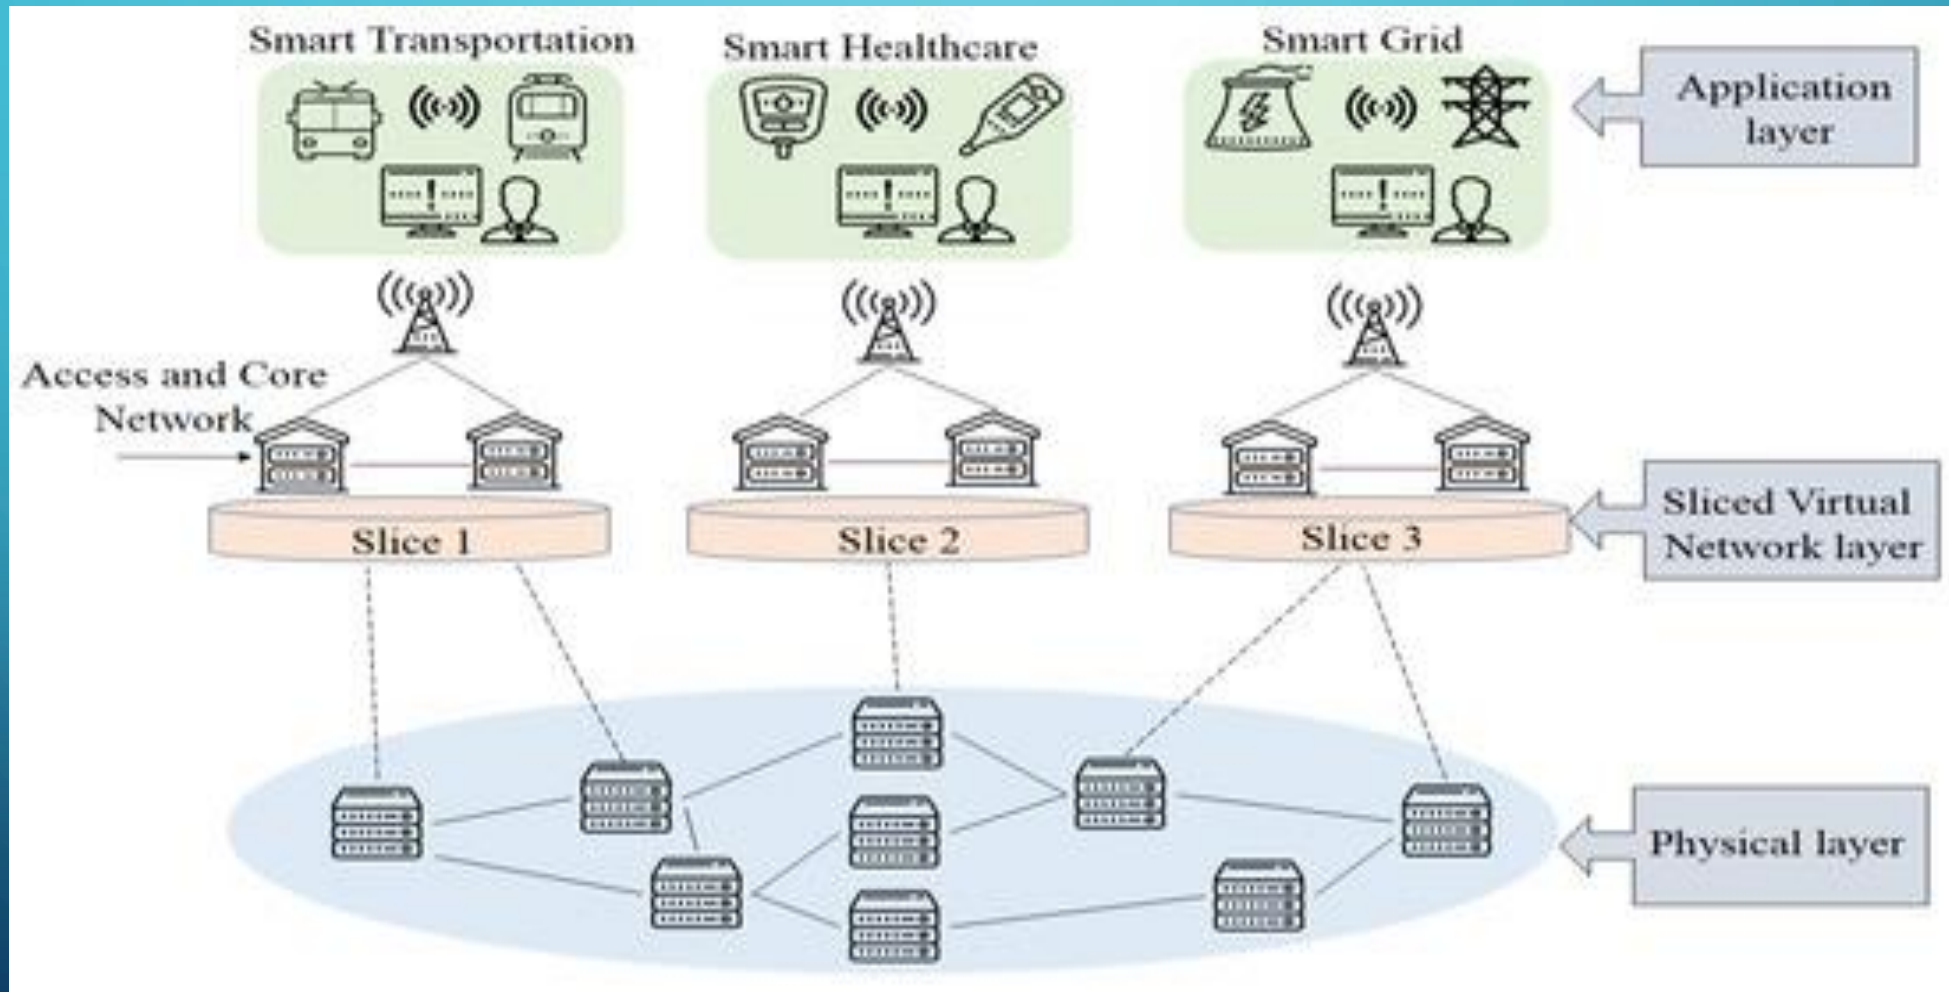 Smart Transportation
Smart Healthcare
Smart Grid
Application
layer
Access and Core
Network
Slice 1
Slice 2
Slice 3
Sliced Virtual
Network layer
Physical layer